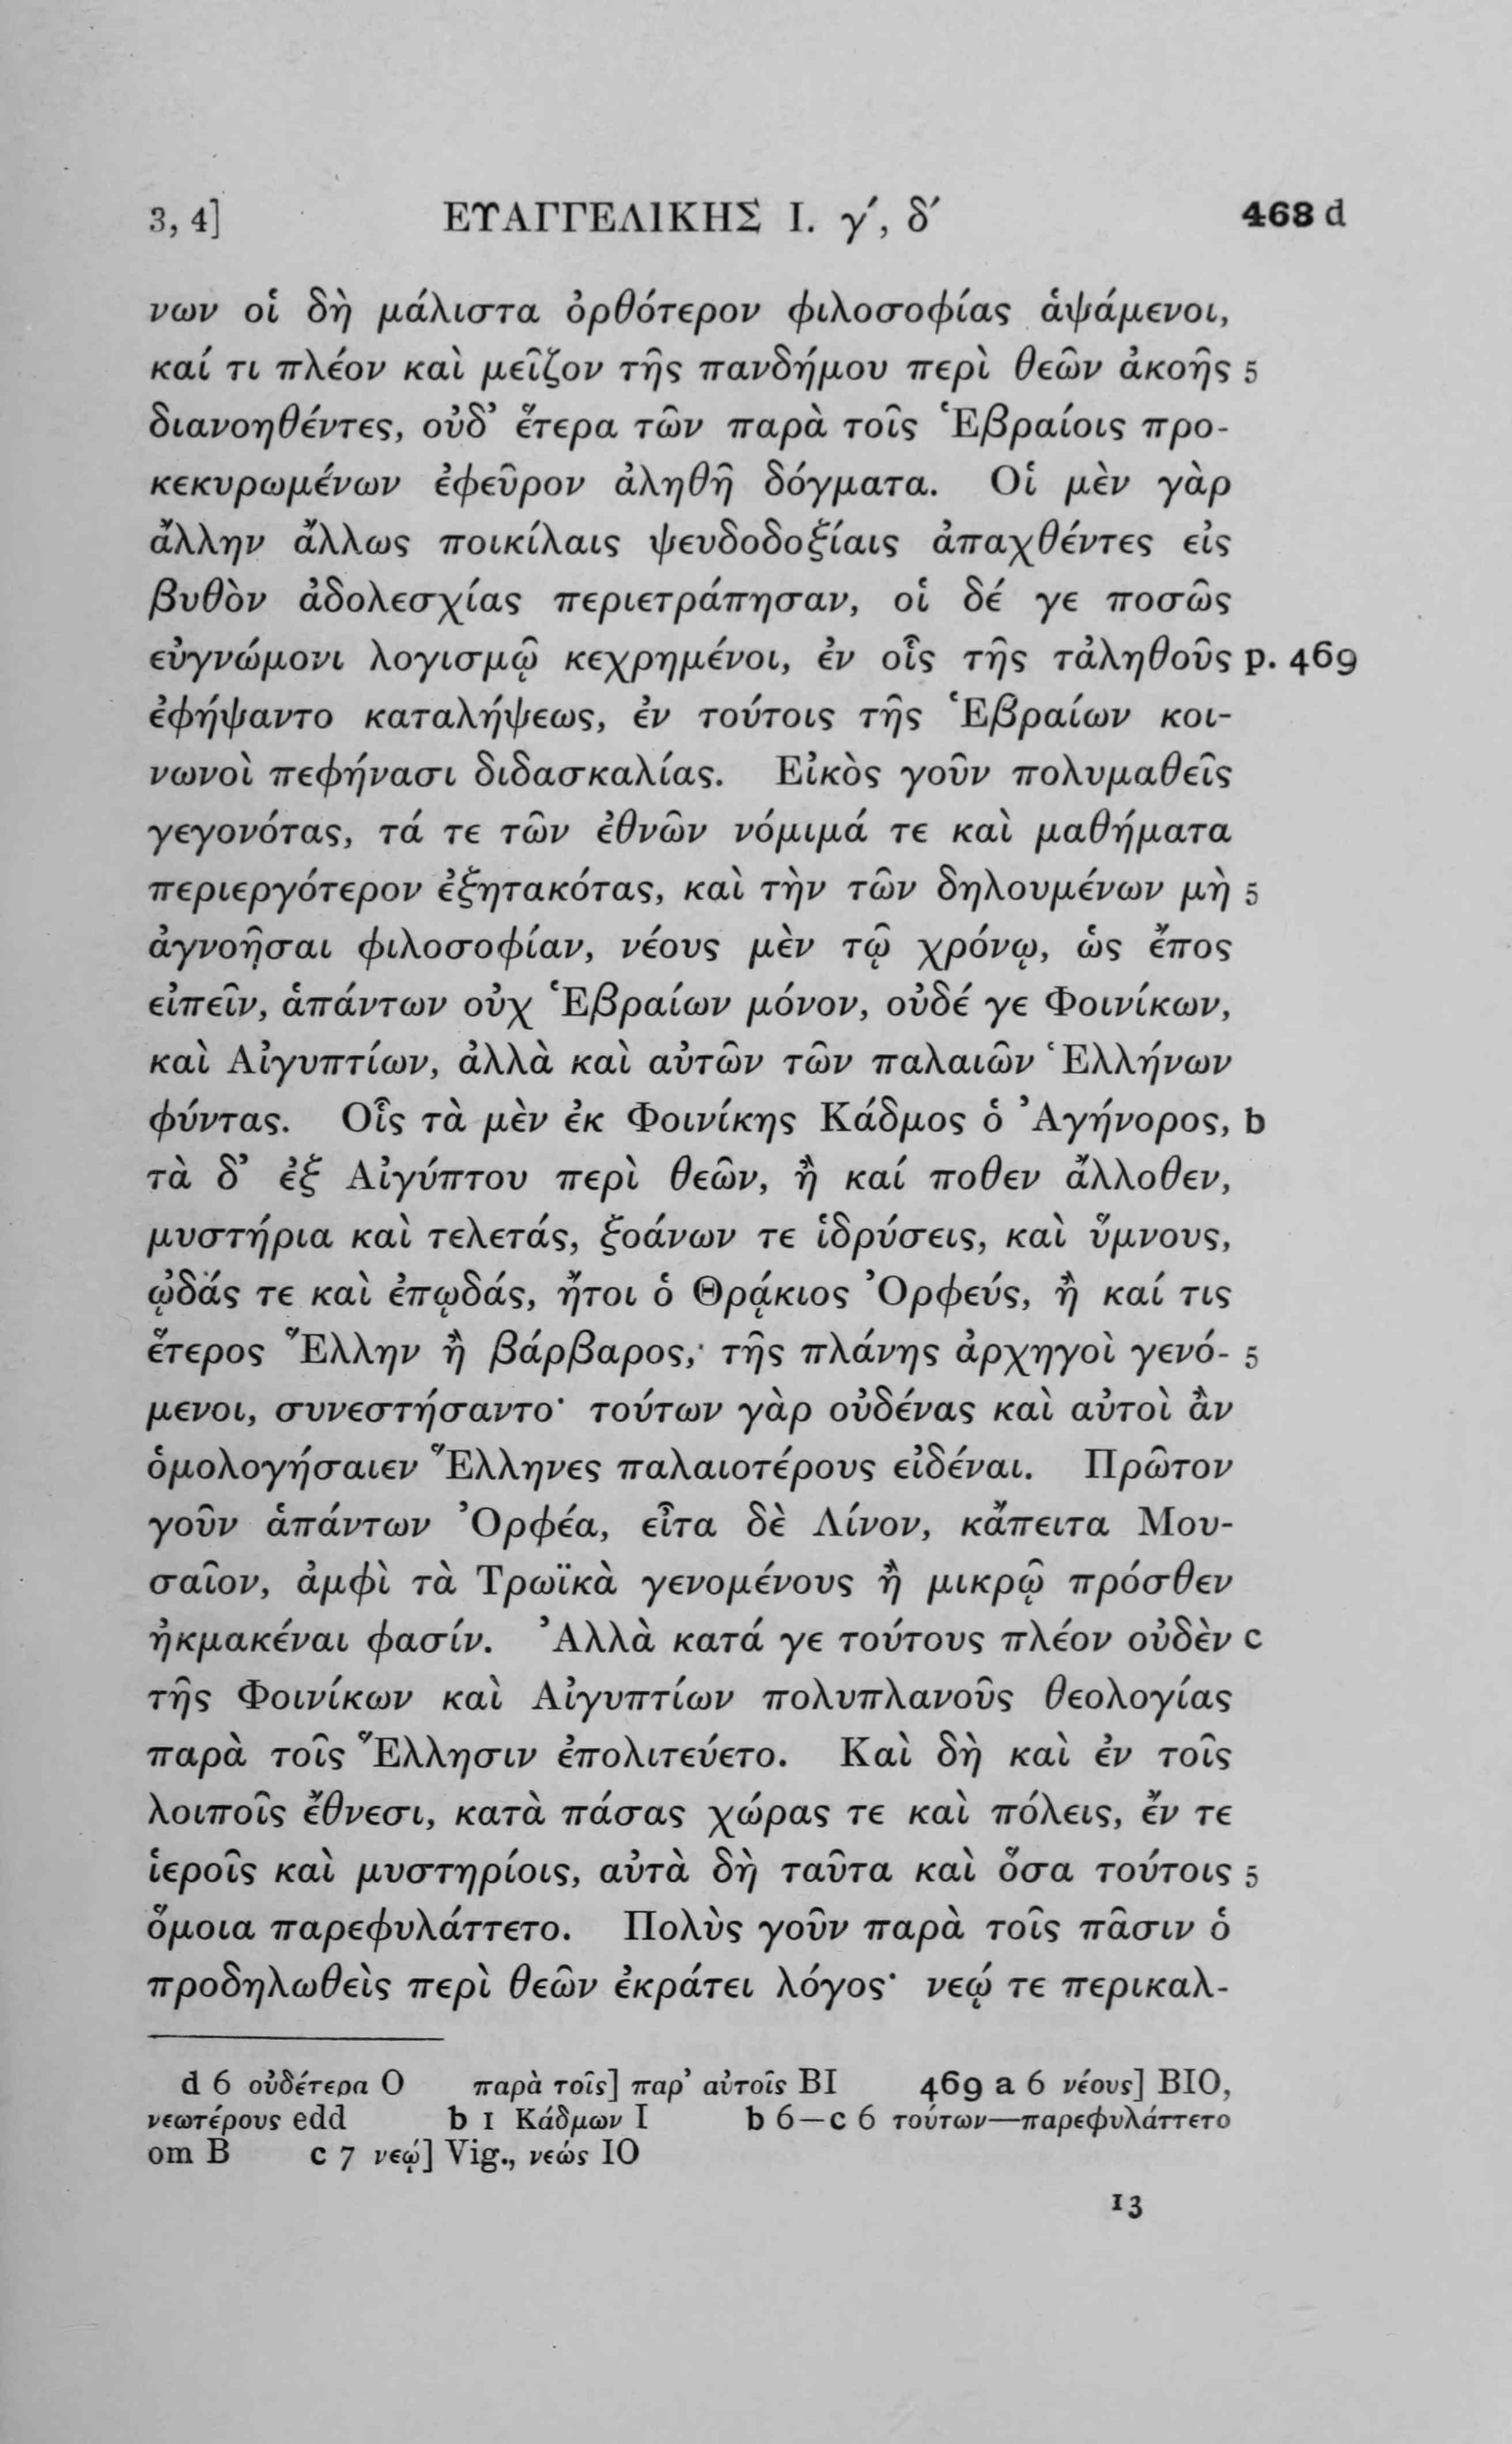 3, 4] ΕΥΑΓΓΕΛΙΚΗΣ Ι. γ΄, δ΄ 468 d
νων οἱ δὴ μάλιστα ὀρθότερον φιλοσοφίας ἁψάμενοι,
καί τι πλέον καὶ μεῖζον τῆς πανδήμου περὶ θεῶν ἀκοῆς 5
διανοηθέντες, οὐδ’ ἕτερα τῶν παρὰ τοῖς Ἑβραίοις προ-
κεκυρωμένων ἐφεῦρον ἀληθῆ δόγματα. Οἱ μὲν γὰρ
ἄλλην ἄλλως ποικίλαις ψευδοδοξίαις ἀπαχθέντες εἰς
βυθὸν ἀδολεσχίας περιετράπησαν, οἱ δέ γε ποσῶς
εὐγνώμονι λογισμῷ κεχρημένοι, ἐν οἷς τῆς τἀληθοῦς p. 469
ἐφήψαντο καταλήψεως, ἐν τούτοις τῆς Ἑβραίων κοι-
νωνοὶ πεφήνασι διδασκαλίας. Εἰκὸς γοῦν πολυμαθεῖς
γεγονότας, τά τε τῶν ἐθνῶν νόμιμά τε καὶ μαθήματα
περιεργότερον ἐξητακότας, καὶ τὴν τῶν δηλουμένων μὴ 5
ἀγνοῆσαι φιλοσοφίαν, νέους μὲν τῷ χρόνῳ, ὡς ἔπος
εἰπεῖν, ἁπάντων οὐχ Ἑβραίων μόνον, οὐδέ γε Φοινίκων,
καὶ Αἰγυπτίων, ἀλλὰ καὶ αὐτῶν τῶν παλαιῶν Ἑλλήνων
φύντας. Οἷς τὰ μὲν ἐκ Φοινίκης Κάδμος ὁ Ἀγήνορος, b
τὰ δ’ ἐξ Αἰγύπτου περὶ θεῶν, ἢ καί ποθεν ἄλλοθεν,
μυστήρια καὶ τελετάς, ξοάνων τε ἱδρύσεις, καὶ ὕμνους,
ᾠδάς τε καὶ ἐπῳδάς, ἤτοι ὁ Θρᾴκιος Ὀρφεύς, ἢ καί τις
ἕτερος Ἕλλην ἢ βάρβαρος, τῆς πλάνης ἀρχηγοὶ γενό- 5
μενοι, συνεστήσαντο· τούτων γὰρ οὐδένας καὶ αὐτοὶ ἂν
ὁμολογήσαιεν Ἕλληνες παλαιοτέρους εἰδέναι. Πρῶτον
γοῦν ἁπάντων Ὀρφέα, εἶτα δὲ Λίνον, κἄπειτα Μου-
σαῖον, ἀμφὶ τὰ Τρωϊκὰ γενομένους ἢ μικρῷ πρόσθεν
ἠκμακέναι φασίν. Ἀλλὰ κατά γε τούτους πλέον οὐδὲν c
τῆς Φοινίκων καὶ Αἰγυπτίων πολυπλανοῦς θεολογίας
παρὰ τοῖς Ἕλλησιν ἐπολιτεύετο. Καὶ δὴ καὶ ἐν τοῖς
λοιποῖς ἔθνεσι, κατὰ πάσας χώρας τε καὶ πόλεις, ἔν τε
ἱεροῖς καὶ μυστηρίοις, αὐτὰ δὴ ταῦτα καὶ ὅσα τούτοις 5
ὅμοια παρεφυλάττετο. Πολὺς γοῦν παρὰ τοῖς πᾶσιν ὁ
προδηλωθεὶς περὶ θεῶν ἐκράτει λόγος· νεῴ τε περικαλ-
d 6 οὐδέτερα O παρὰ τοῖς] παρ’ αὐτοῖς BI 469 a 6 νέους] BIO,
νεωτέρους edd b 1 Κάδμων I b 6—c 6 τούτων—παρεφυλάττετο
om B c 7 νεῴ] Vig., νεώς IO
13